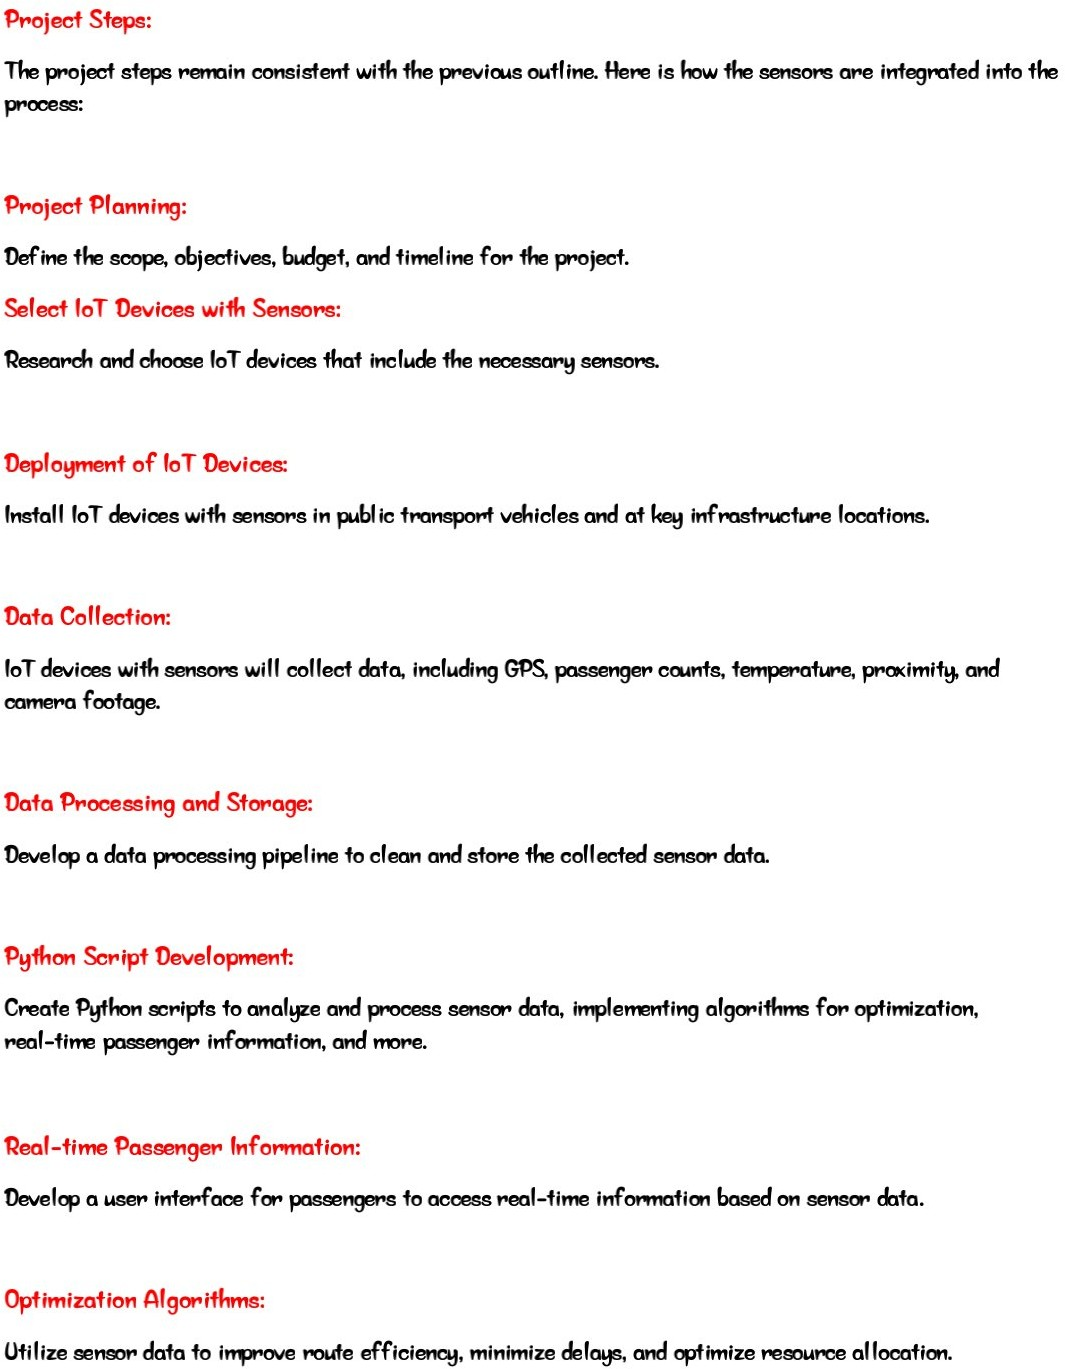 Project Steps:
The project steps remain consistent with the previous outline. Here is how the sensors are integrated into the
process:
Project Planning:
Define the scope, objectives, budget, and timeline for the project.
Select IoT Devices with Sensors:
Research and choose IoT devices that include the necessary sensors.
Deployment of IoT Devices:
Install IoT devices with sensors in public transport vehicles and at key infrastructure locations.
Data Collection:
IoT devices with sensors will collect data, including GPS, passenger counts, temperature, proximity, and
camera footage.
Data Processing and Storage:
Develop a data processing pipeline to clean and store the collected sensor data.
Python Script Development:
Create Python scripts to analyze and process sensor data, implementing algorithms for optimization,
real-time passenger information, and more.
Real-time Passenger Information:
Develop a user interface for passengers to access real-time information based on sensor data.
Optimization Algorithms:
Utilize sensor data to improve route efficiency, minimize delays, and optimize resource allocation.